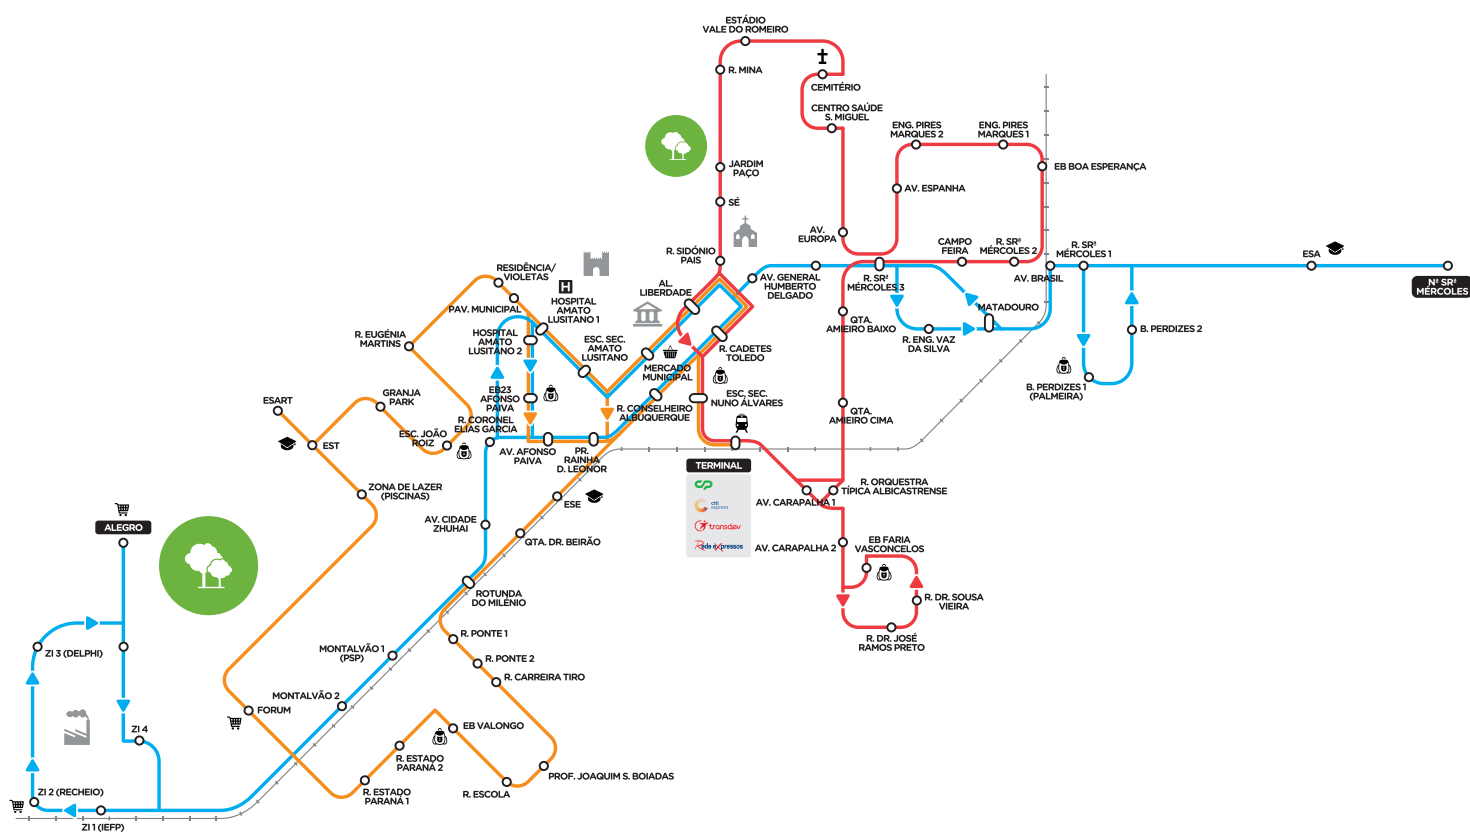 ESTÁDIO
VALE DO ROMEIRO
R. MINA
CEMITÉRIO
CENTRO SAÚDE
S. MIGUEL
ENG. PIRES
MARQUES 2
ENG. PIRES
MARQUES 1
JARDIM
PAÇO
EB BOA ESPERANÇA
AV. ESPANHA
SÉ
AV.
EUROPA
CAMPO
FEIRA
R. SRª
MÉRCOLES 2
R. SRª
MÉRCOLES 1
ESA
R. SIDÓNIO
PAIS
RESIDÊNCIA/
VIOLETAS
AV. GENERAL
HUMBERTO
DELGADO
R. SRª
MÉRCOLES 3
AV. BRASIL
Nª SRª
MÉRCOLES
AL.
LIBERDADE
PAV. MUNICIPAL
HOSPITAL
AMATO
LUSITANO 1
MATADOURO
R. EUGÉNIA
MARTINS
HOSPITAL
AMATO
LUSITANO 2
ESC. SEC.
AMATO
LUSITANO
QTA.
AMIEIRO BAIXO
R. ENG. VAZ
DA SILVA
B. PERDIZES 2
R. CADETES
TOLEDO
MERCADO
MUNICIPAL
GRANJA
PARK
EB23
AFONSO
PAIVA
ESC. SEC.
NUNO ÁLVARES
B. PERDIZES 1
(PALMEIRA)
ESART
R. CONSELHEIRO
ALBUQUERQUE
QTA.
AMIEIRO CIMA
R. CORONEL
ELIAS GARCIA
ESC. JOÃO
ROIZ
EST
AV. AFONSO
PAIVA
PR.
RAINHA
D. LEONOR
TERMINAL
cp
citi
express
transdev
Rede expressos
ZONA DE LAZER
(PISCINAS)
R. ORQUESTRA
TÍPICA ALBICASTRENSE
AV. CARAPALHA 1
ESE
ALEGRO
AV. CIDADE
ZHUHAI
QTA. DR. BEIRÃO
AV. CARAPALHA 2
EB FARIA
VASCONCELOS
ROTUNDA
DO MILÉNIO
R. DR. SOUSA
VIEIRA
R. PONTE 1
R. DR. JOSÉ
RAMOS PRETO
ZI 3 (DELPHI)
MONTALVÃO 1
(PSP)
R. PONTE 2
R. CARREIRA TIRO
MONTALVÃO 2
FORUM
ZI 4
EB VALONGO
R. ESTADO
PARANÁ 2
PROF. JOAQUIM S. BOIADAS
ZI 2 (RECHEIO)
R. ESTADO
PARANÁ 1
R. ESCOLA
ZI 1 (IEFP)
H